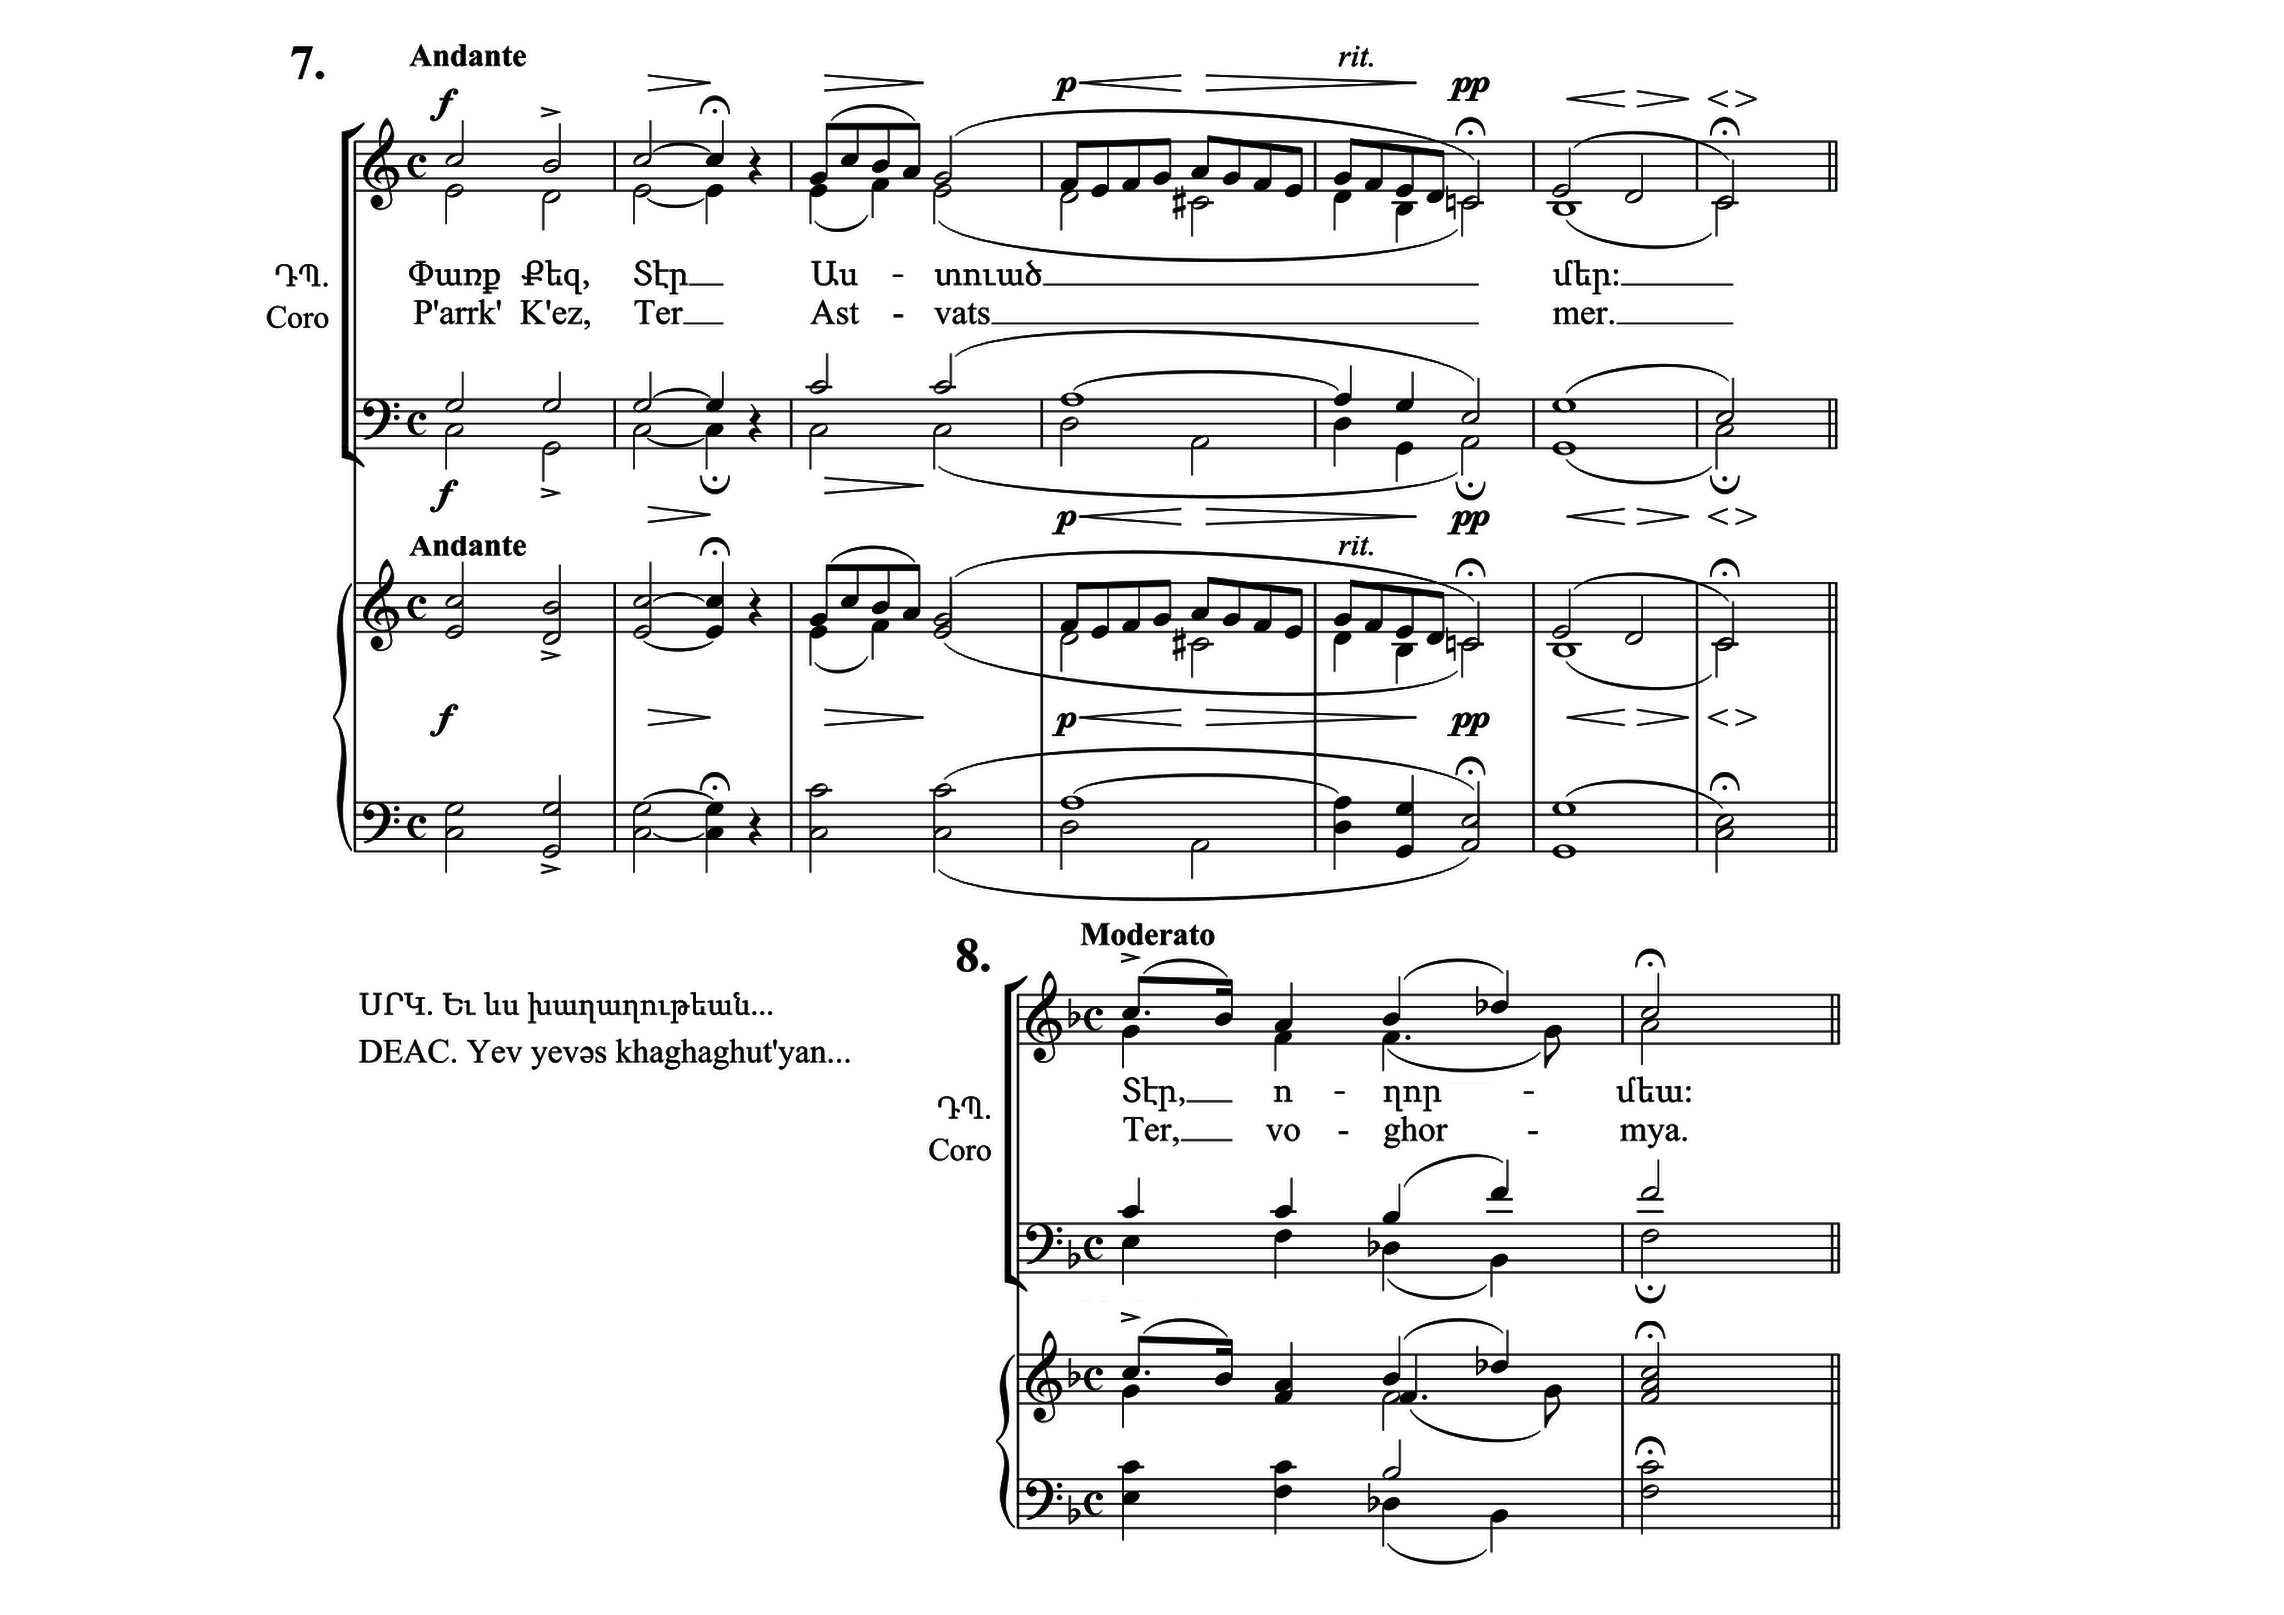 7.
Andante
rit.
f
p
pp
ԴՊ. Փառք Քեզ, Տէր Աս - տուած մեր:
Coro P'arrk' K'ez, Ter Ast - vats mer.
f
p
pp
Andante
rit.
f
p
pp
8.
Moderato
ՍՐԿ. Եւ ևս խաղաղութեան...
DEAC. Yev yevəs khaghaghut'yan...
ԴՊ. Տէր, ո - ղոր - մեա:
Coro Ter, vo - ghor - mya.